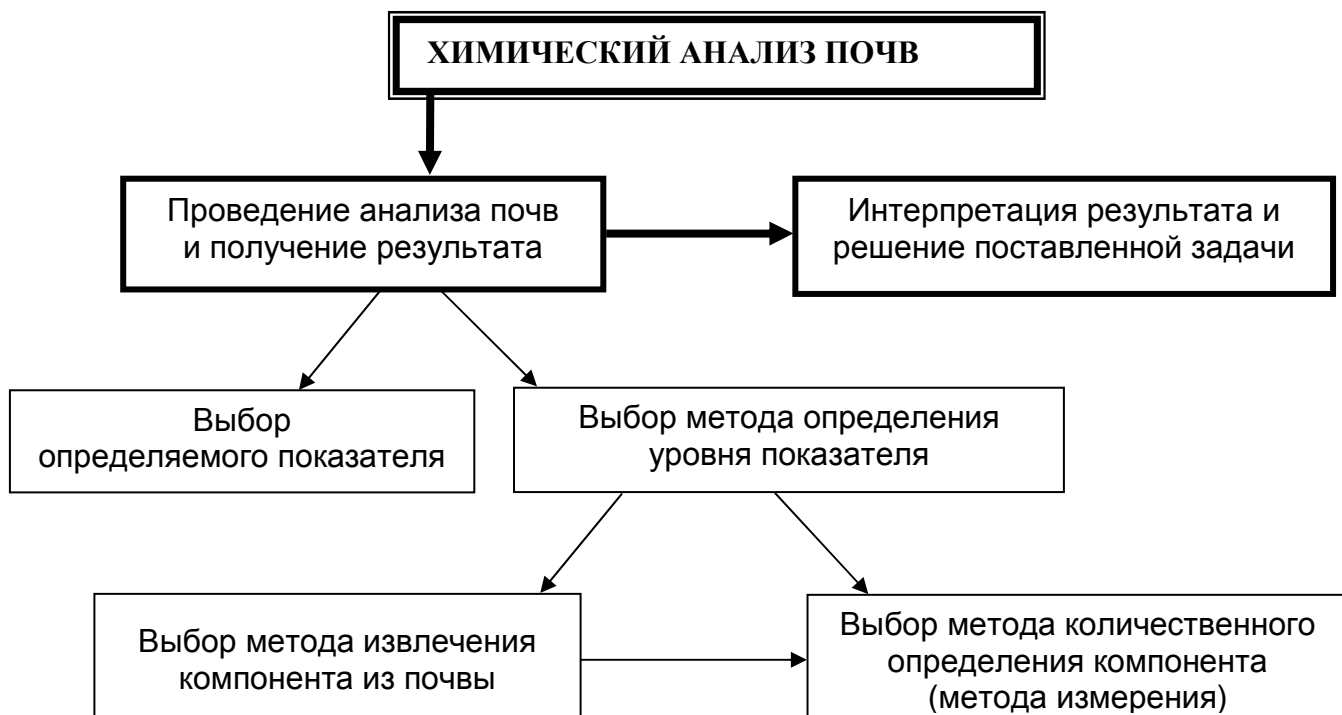 ХИМИЧЕСКИЙ АНАЛИЗ ПОЧВ
Проведение анализа почв
и получение результата
Интерпретация результата и
решение поставленной задачи
Выбор
определяемого показателя
Выбор метода определения
уровня показателя
Выбор метода извлечения
компонента из почвы
Выбор метода количественного
определения компонента
(метода измерения)